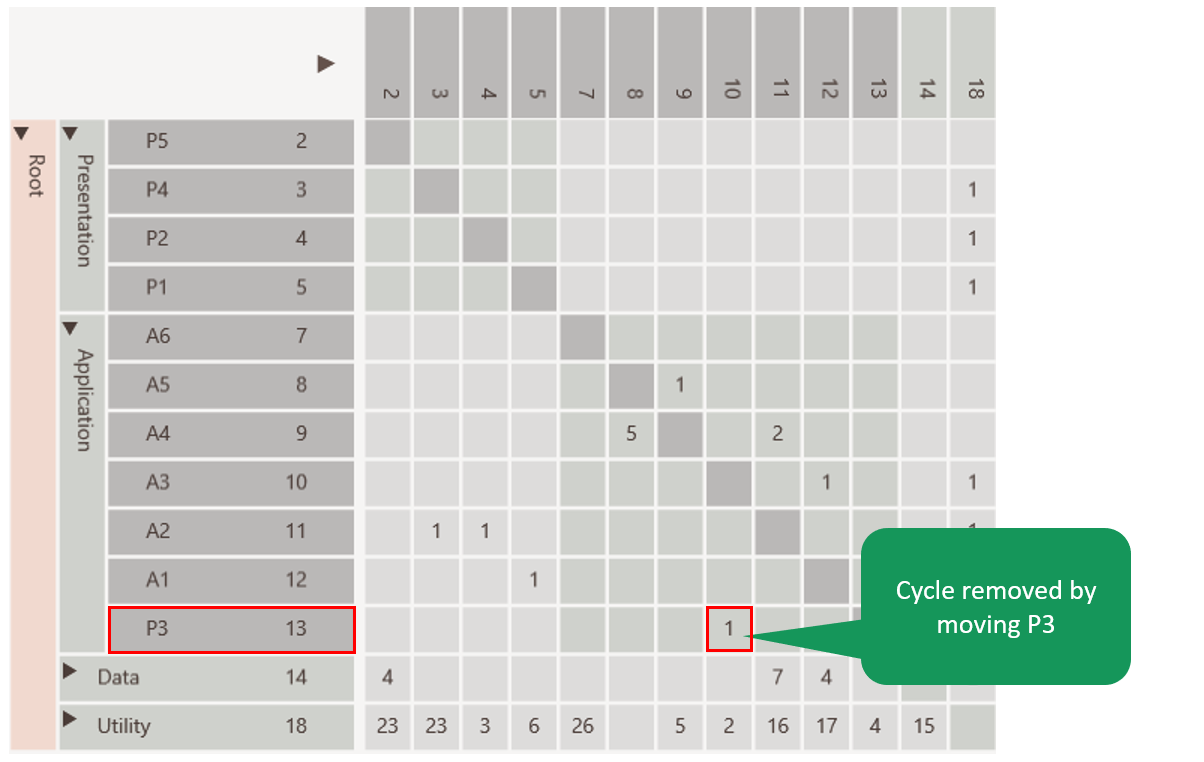 2 3 4 5 7 8 9 10 11 12 13 14 18
Root
Presentation
P5 2
P4 3 1
P2 4 1
P1 5 1
Application
A6 7
A5 8 1
A4 9 5 2
A3 10 1 1
A2 11 1 1 1
A1 12 1
P3 13 1
Cycle removed by
moving P3
Data 14 4 7 4
Utility 18 23 23 3 6 26 5 2 16 17 4 15